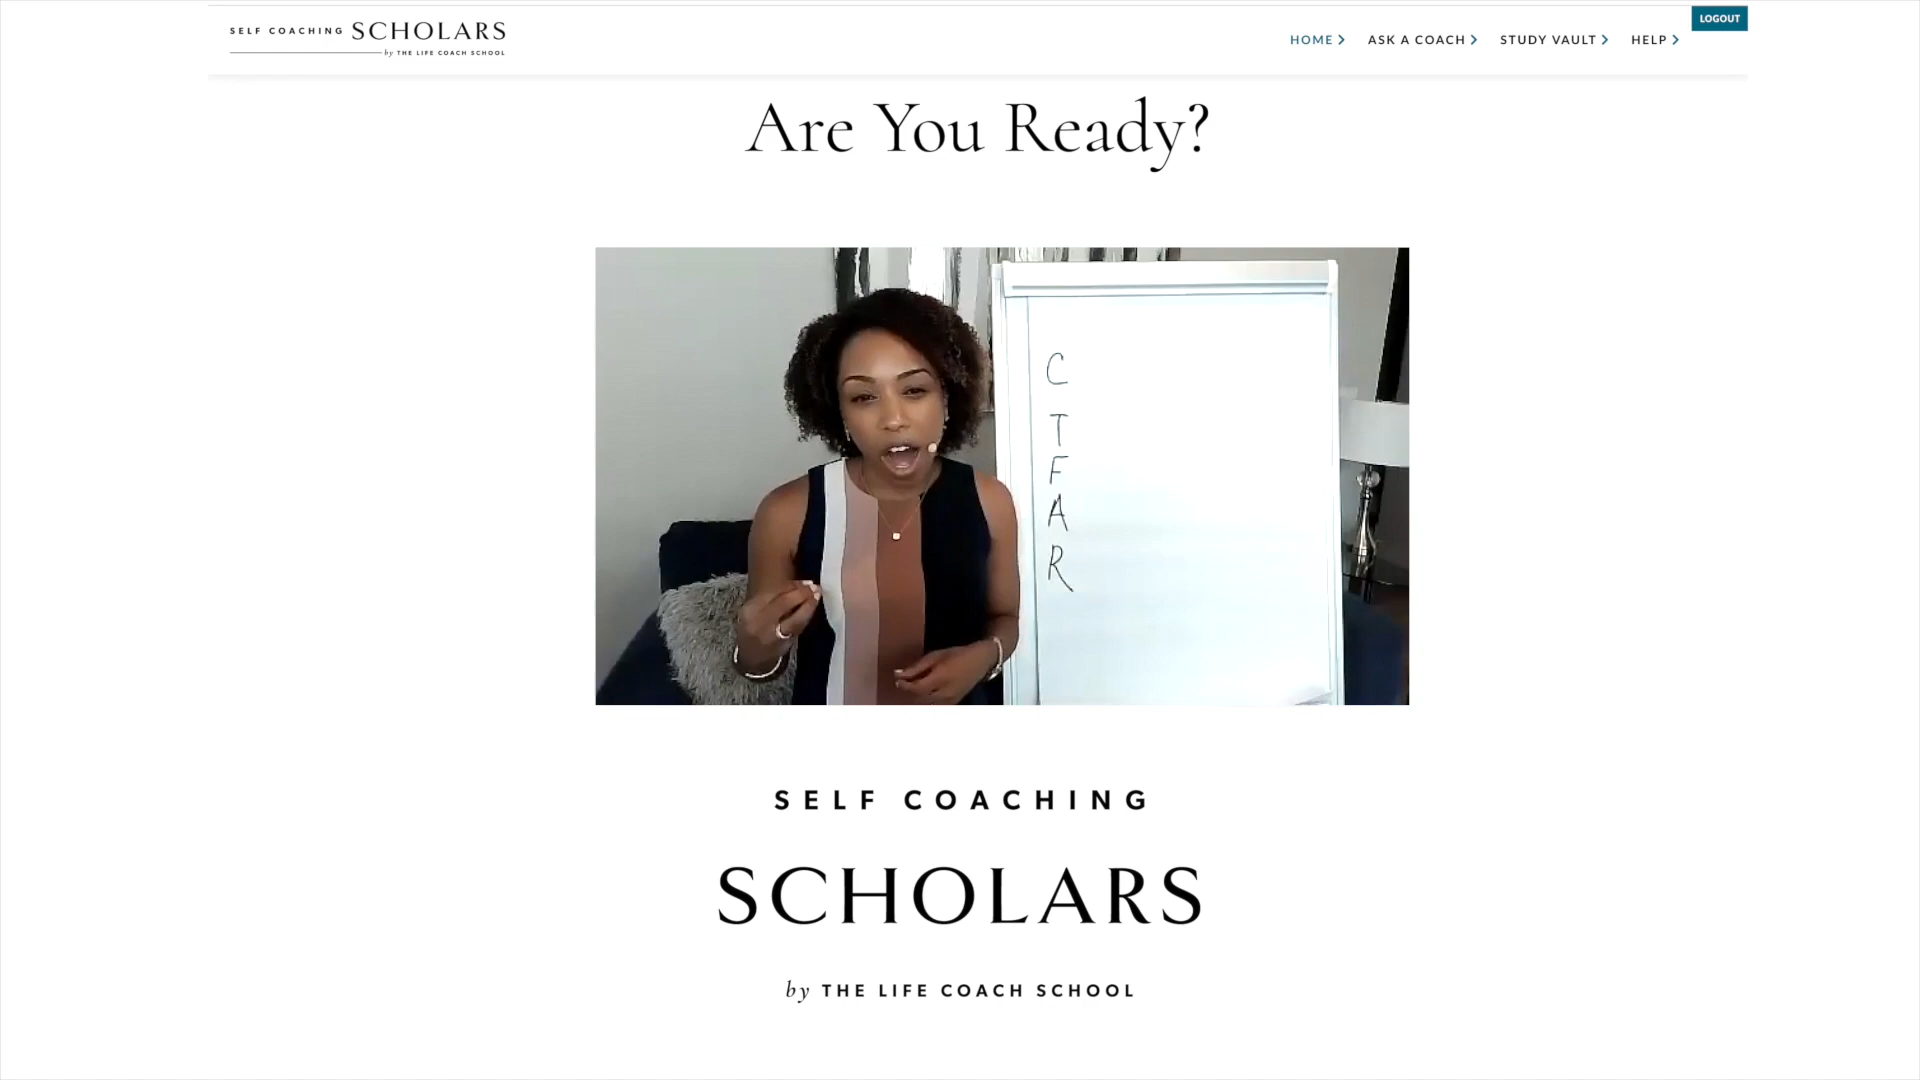 SELF COACHING SCHOLARS
by THE LIFE COACH SCHOOL
HOME ASK A COACH STUDY VAULT HELP
LOGOUT
Are You Ready?
C
T
F
A
R
SELF COACHING
SCHOLARS
by THE LIFE COACH SCHOOL